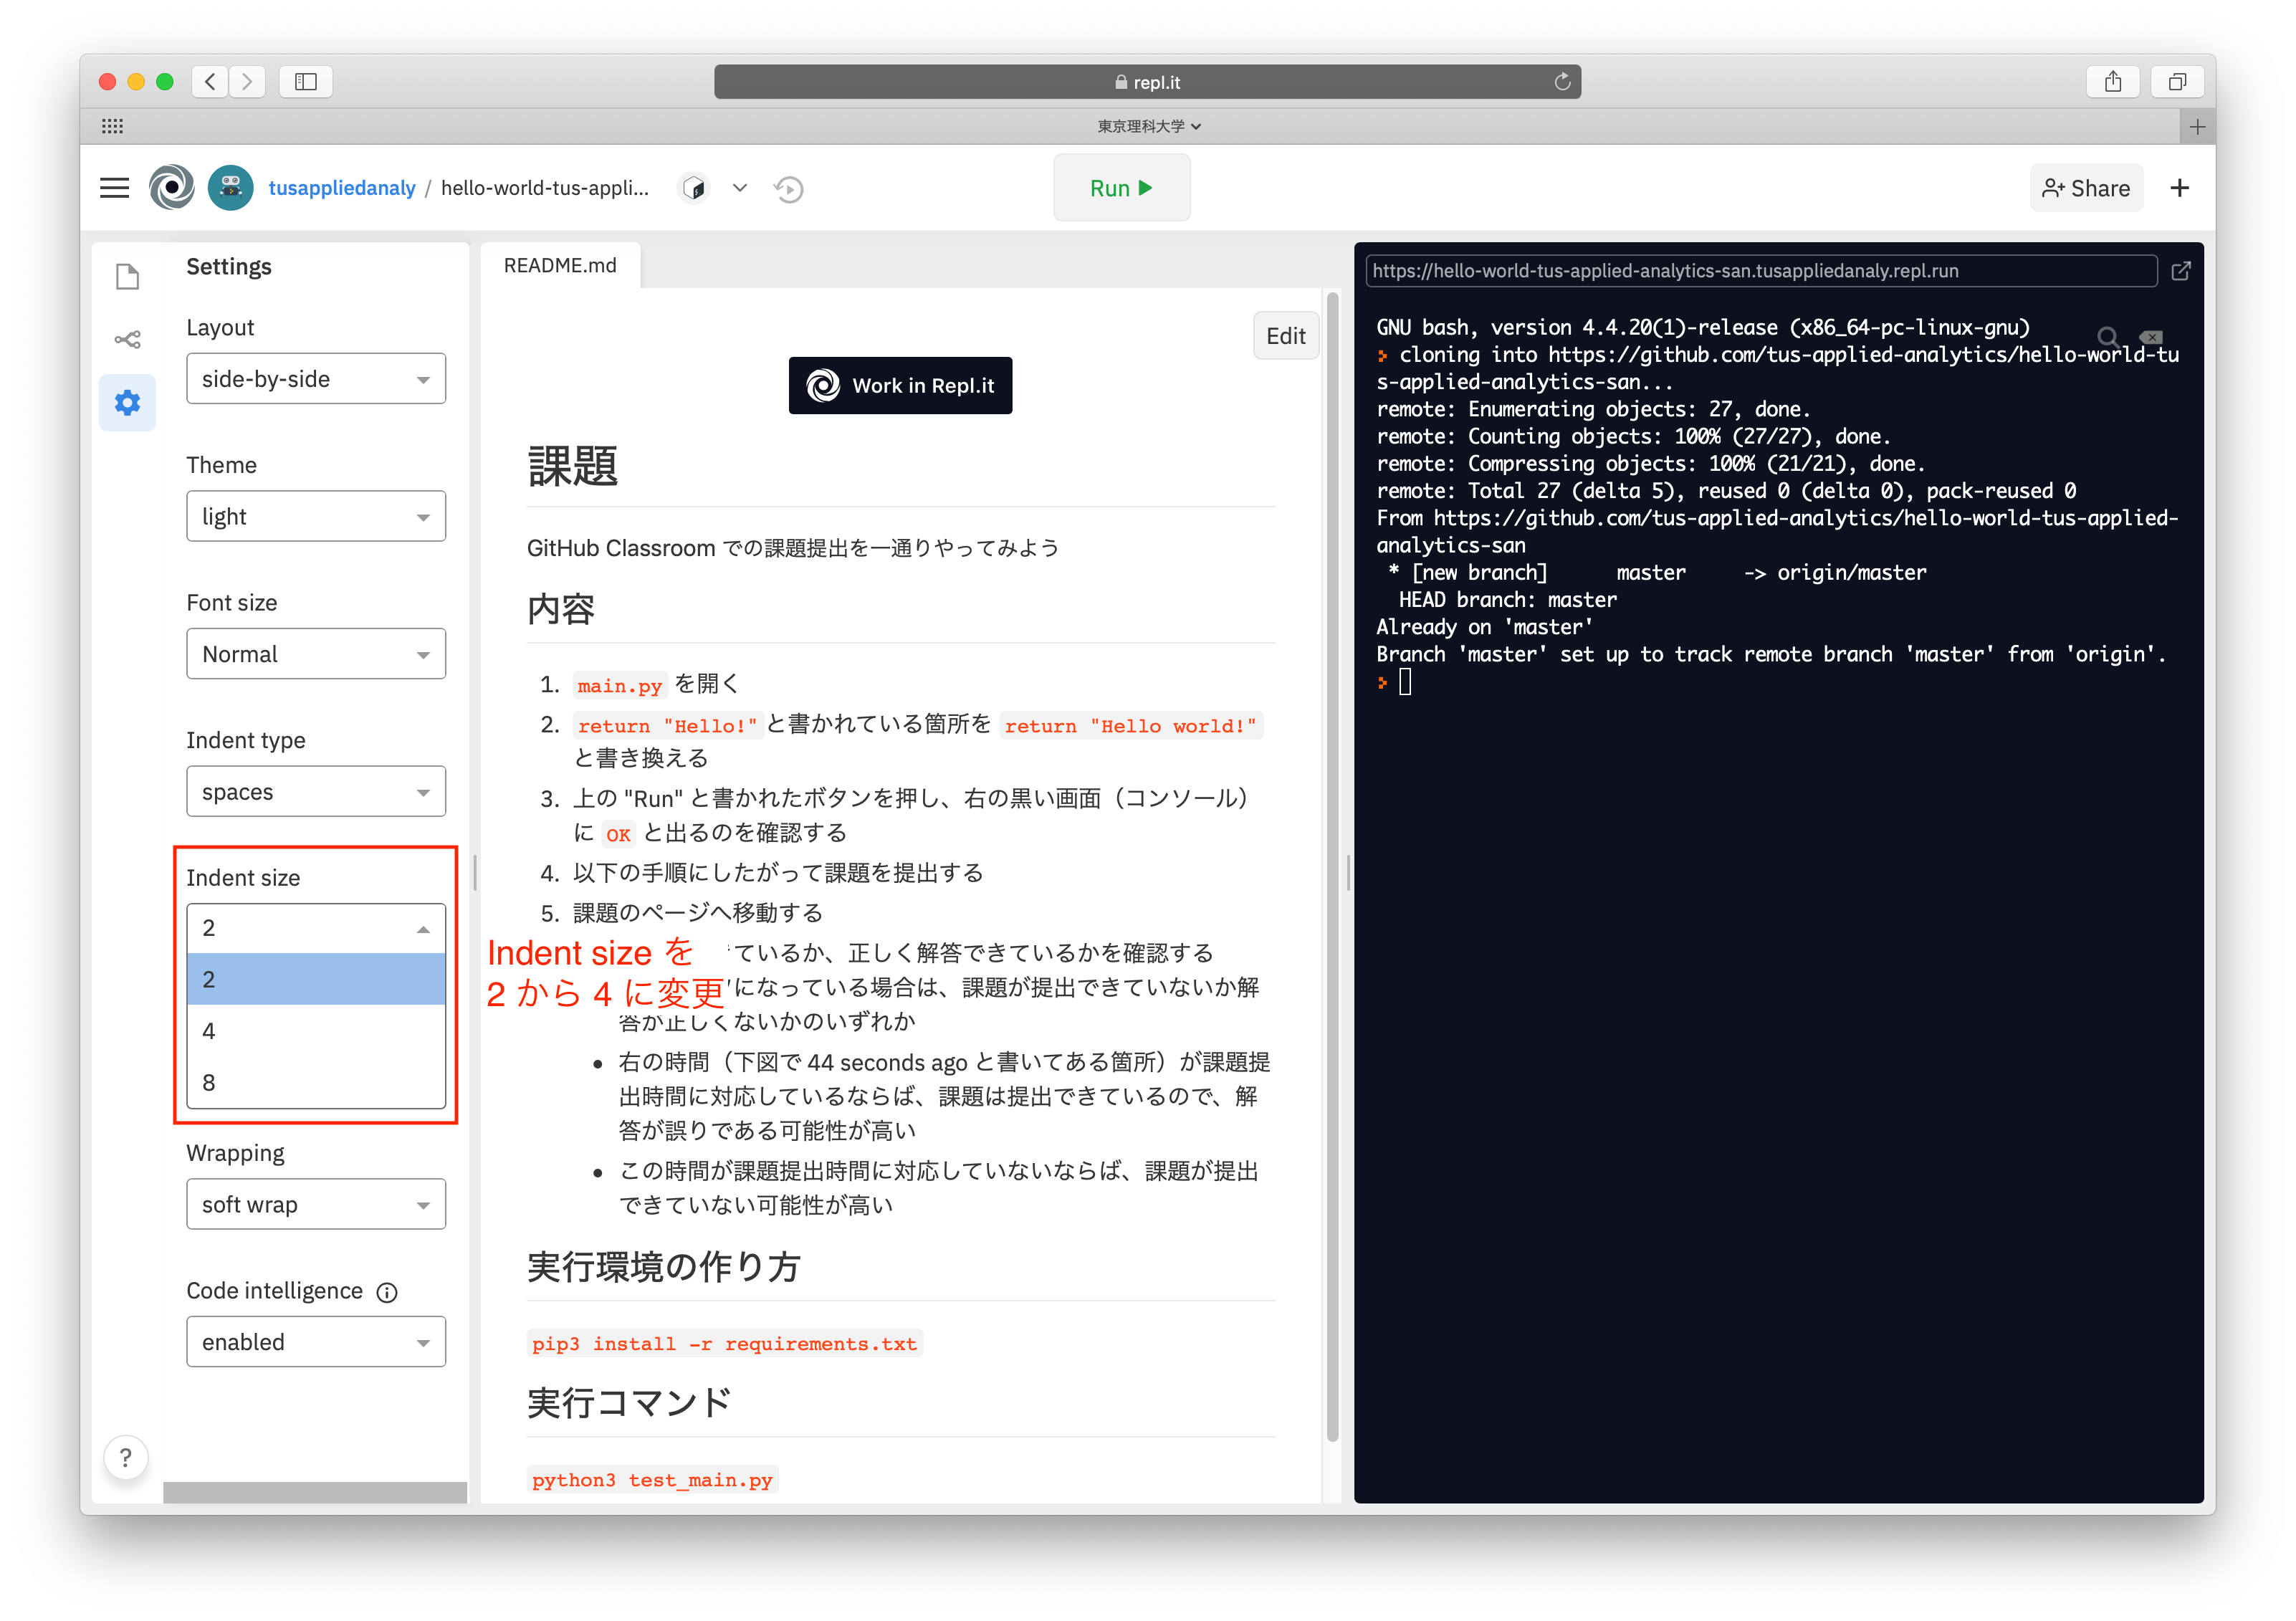 repl.it
東京理科大学
tusappliedanaly / hello-world-tus-appli...
Run
Share
Settings
Layout
side-by-side
Theme
light
Font size
Normal
Indent type
spaces
Indent size
2
2
4
8
Wrapping
soft wrap
Code intelligence
enabled
?
README.md
Edit
Work in Repl.it
課題
GitHub Classroom での課題提出を一通りやってみよう
内容
1. main.py を開く
2. return "Hello!" と書かれている箇所を return "Hello world!"
と書き換える
3. 上の "Run" と書かれたボタンを押し、右の黒い画面（コンソール）
に OK と出るのを確認する
4. 以下の手順にしたがって課題を提出する
5. 課題のページへ移動する
Indent size を
2 から 4 に変更
ているか、正しく解答できているかを確認する
になっている場合は、課題が提出できていないか解
答が正しくないかのいずれか
• 右の時間（下図で 44 seconds ago と書いてある箇所）が課題提
出時間に対応しているならば、課題は提出できているので、解
答が誤りである可能性が高い
• この時間が課題提出時間に対応していないならば、課題が提出
できていない可能性が高い
実行環境の作り方
pip3 install -r requirements.txt
実行コマンド
python3 test_main.py
https://hello-world-tus-applied-analytics-san.tusappliedanaly.repl.run
GNU bash, version 4.4.20(1)-release (x86_64-pc-linux-gnu)
cloning into https://github.com/tus-applied-analytics/hello-world-tu
s-applied-analytics-san...
remote: Enumerating objects: 27, done.
remote: Counting objects: 100% (27/27), done.
remote: Compressing objects: 100% (21/21), done.
remote: Total 27 (delta 5), reused 0 (delta 0), pack-reused 0
From https://github.com/tus-applied-analytics/hello-world-tus-applied-
analytics-san
* [new branch] master -> origin/master
HEAD branch: master
Already on 'master'
Branch 'master' set up to track remote branch 'master' from 'origin'.